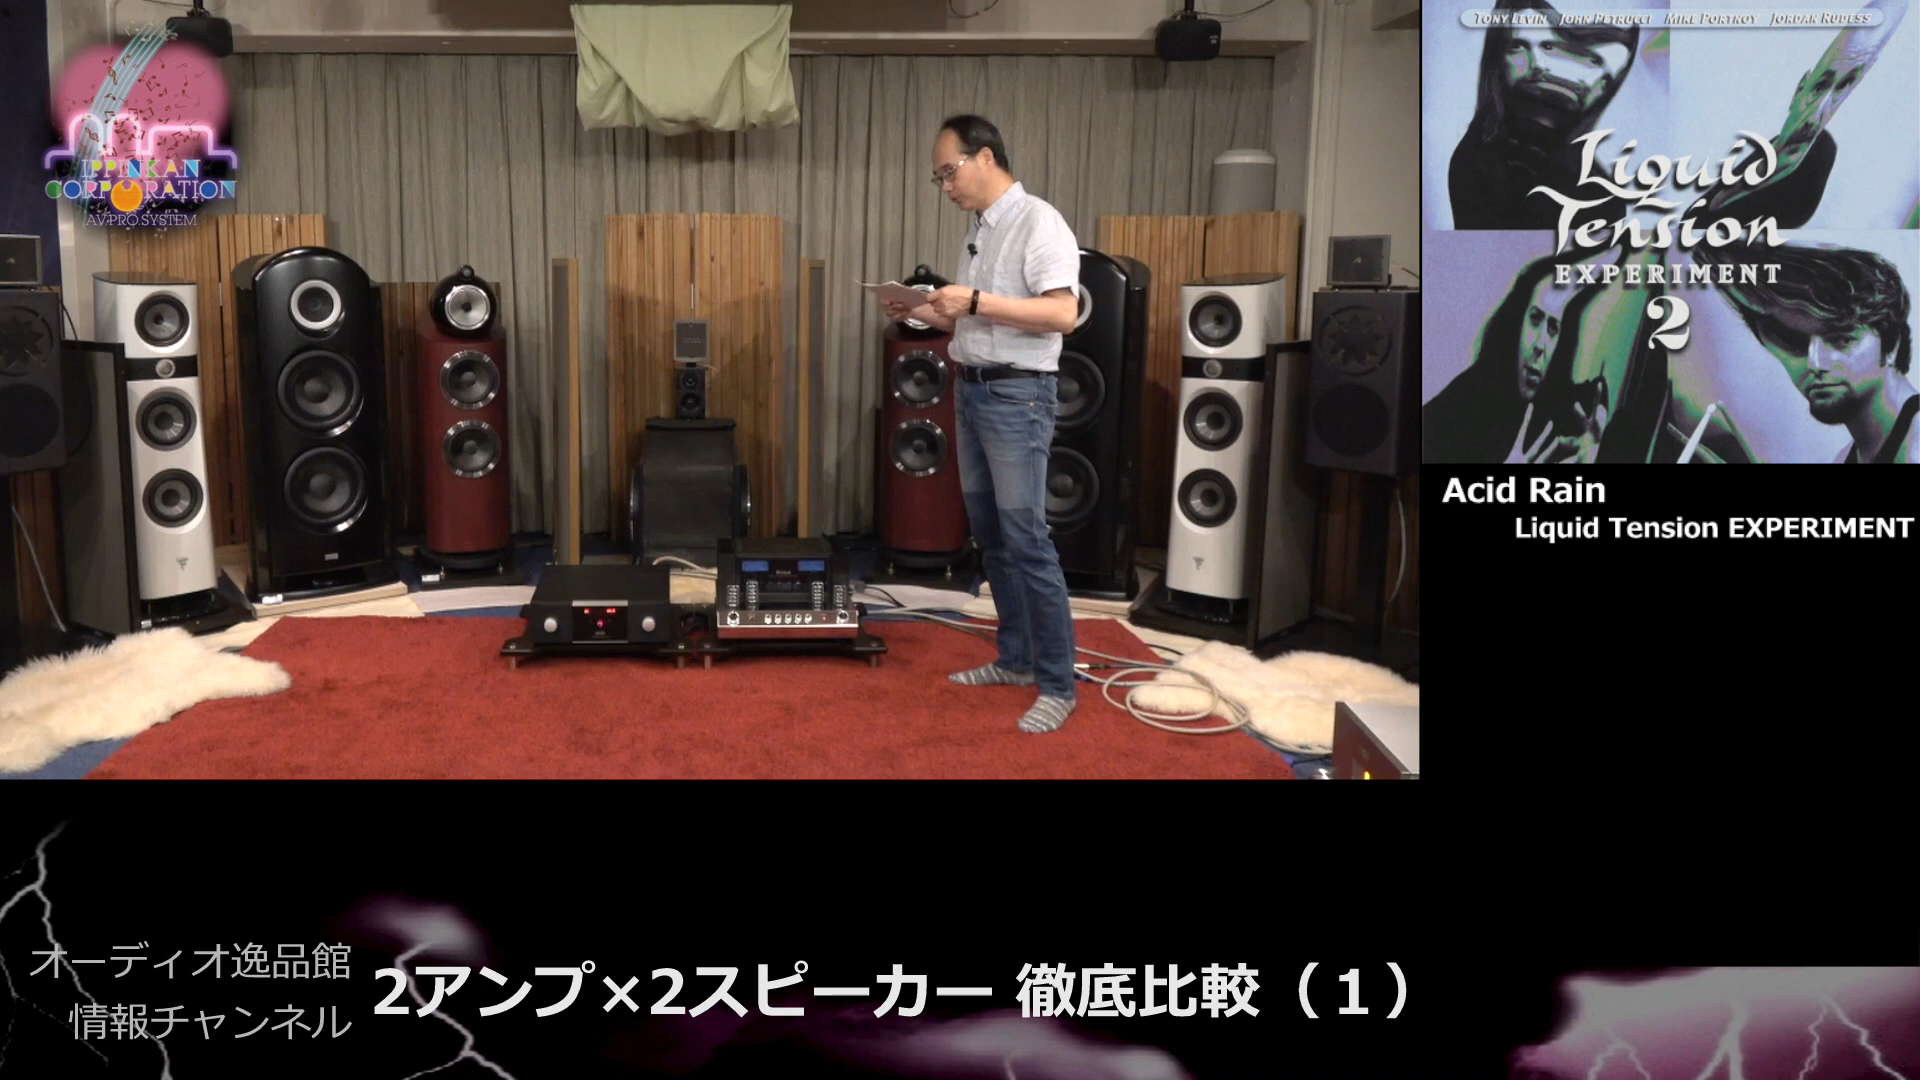 IPPINKAN
CORPORATION
AV.PRO SYSTEM
TONY LEVIN JOHN PETRUCCI MIKE PORTNOY JORDAN RUDESS
Liquid
Tension
EXPERIMENT
2
Acid Rain
Liquid Tension EXPERIMENT
オーディオ逸品館
情報チャンネル
2アンプ×2スピーカー 徹底比較（１）